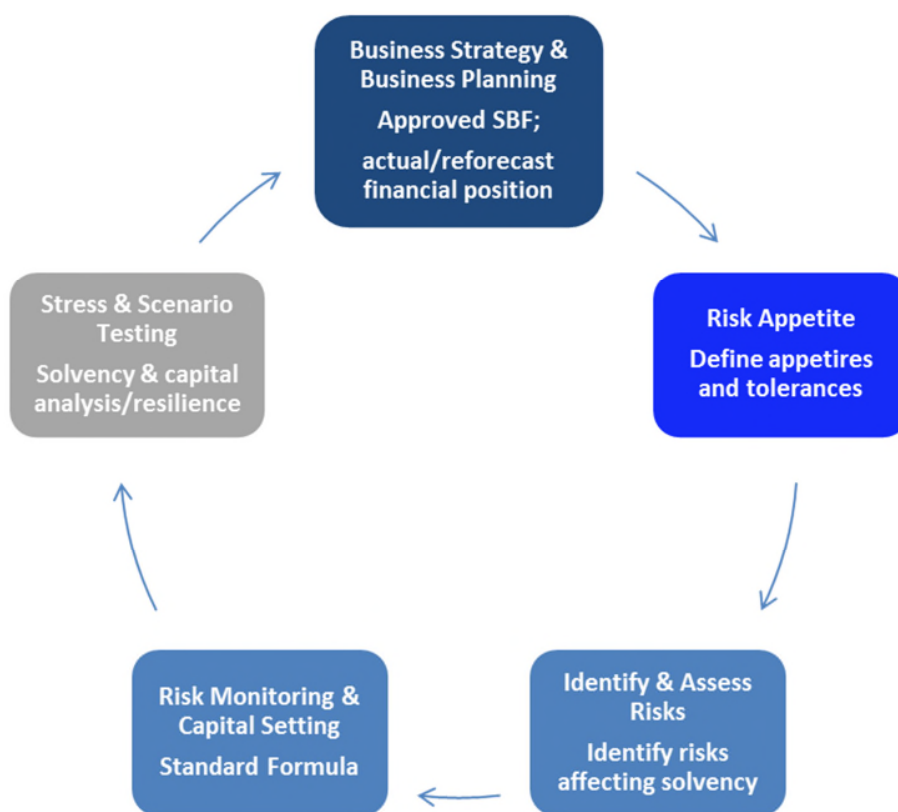 Business Strategy &
Business Planning
Approved SBF;
actual/reforecast
financial position
Stress & Scenario
Testing
Solvency & capital
analysis/resilience
Risk Appetite
Define appetires
and tolerances
Risk Monitoring &
Capital Setting
Standard Formula
Identify & Assess
Risks
Identify risks
affecting solvency